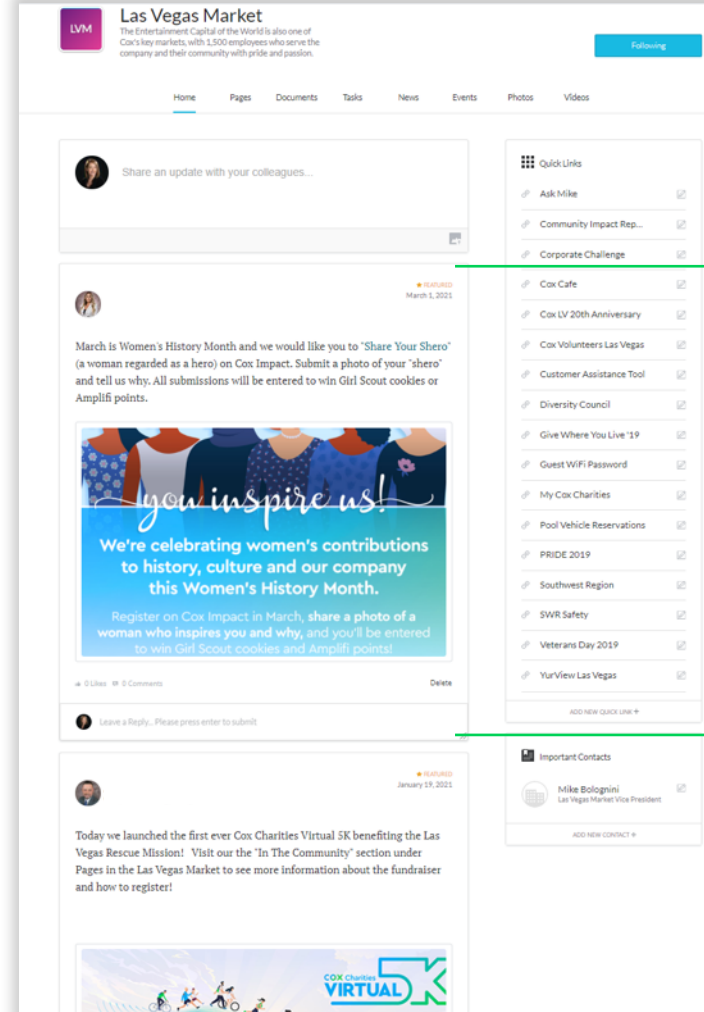 LVM
Las Vegas Market
The Entertainment Capital of the World is also one of
Cox's key markets, with 1,500 employees who serve the
company and their community with pride and passion.
Following
Home Pages Documents Tasks News Events Photos Videos
Share an update with your colleagues...
FEATURED
March 1, 2021
March is Women's History Month and we would like you to "Share Your Shero"
(a woman regarded as a hero) on Cox Impact. Submit a photo of your "shero"
and tell us why. All submissions will be entered to win Girl Scout cookies or
Amplifi points.
you inspire us!
We're celebrating women's contributions
to history, culture and our company
this Women's History Month.
Register on Cox Impact in March, share a photo of a
woman who inspires you and why, and you'll be entered
to win Girl Scout cookies and Amplifi points!
0 Likes 0 Comments Delete
Leave a Reply... Please press enter to submit
FEATURED
January 19, 2021
Today we launched the first ever Cox Charities Virtual 5K benefiting the Las
Vegas Rescue Mission! Visit our the "In The Community" section under
Pages in the Las Vegas Market to see more information about the fundraiser
and how to register!
COX Charities
VIRTUAL 5K
Quick Links
Ask Mike
Community Impact Rep...
Corporate Challenge
Cox Cafe
Cox LV 20th Anniversary
Cox Volunteers Las Vegas
Customer Assistance Tool
Diversity Council
Give Where You Live '19
Guest WiFi Password
My Cox Charities
Pool Vehicle Reservations
PRIDE 2019
Southwest Region
SWR Safety
Veterans Day 2019
YurView Las Vegas
ADD NEW QUICK LINK +
Important Contacts
Mike Bolognini
Las Vegas Market Vice President
ADD NEW CONTACT +